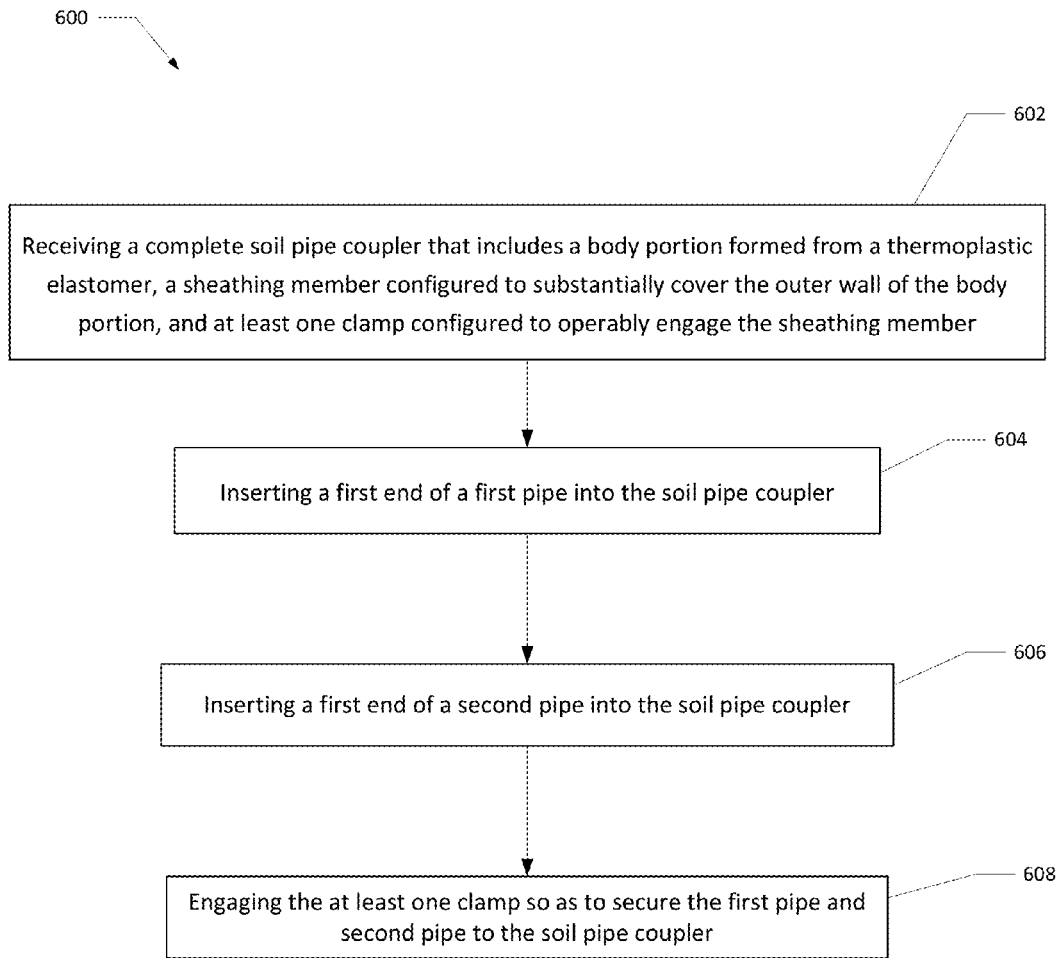 600
602
Receiving a complete soil pipe coupler that includes a body portion formed from a thermoplastic
elastomer, a sheathing member configured to substantially cover the outer wall of the body
portion, and at least one clamp configured to operably engage the sheathing member
604
Inserting a first end of a first pipe into the soil pipe coupler
606
Inserting a first end of a second pipe into the soil pipe coupler
608
Engaging the at least one clamp so as to secure the first pipe and
second pipe to the soil pipe coupler